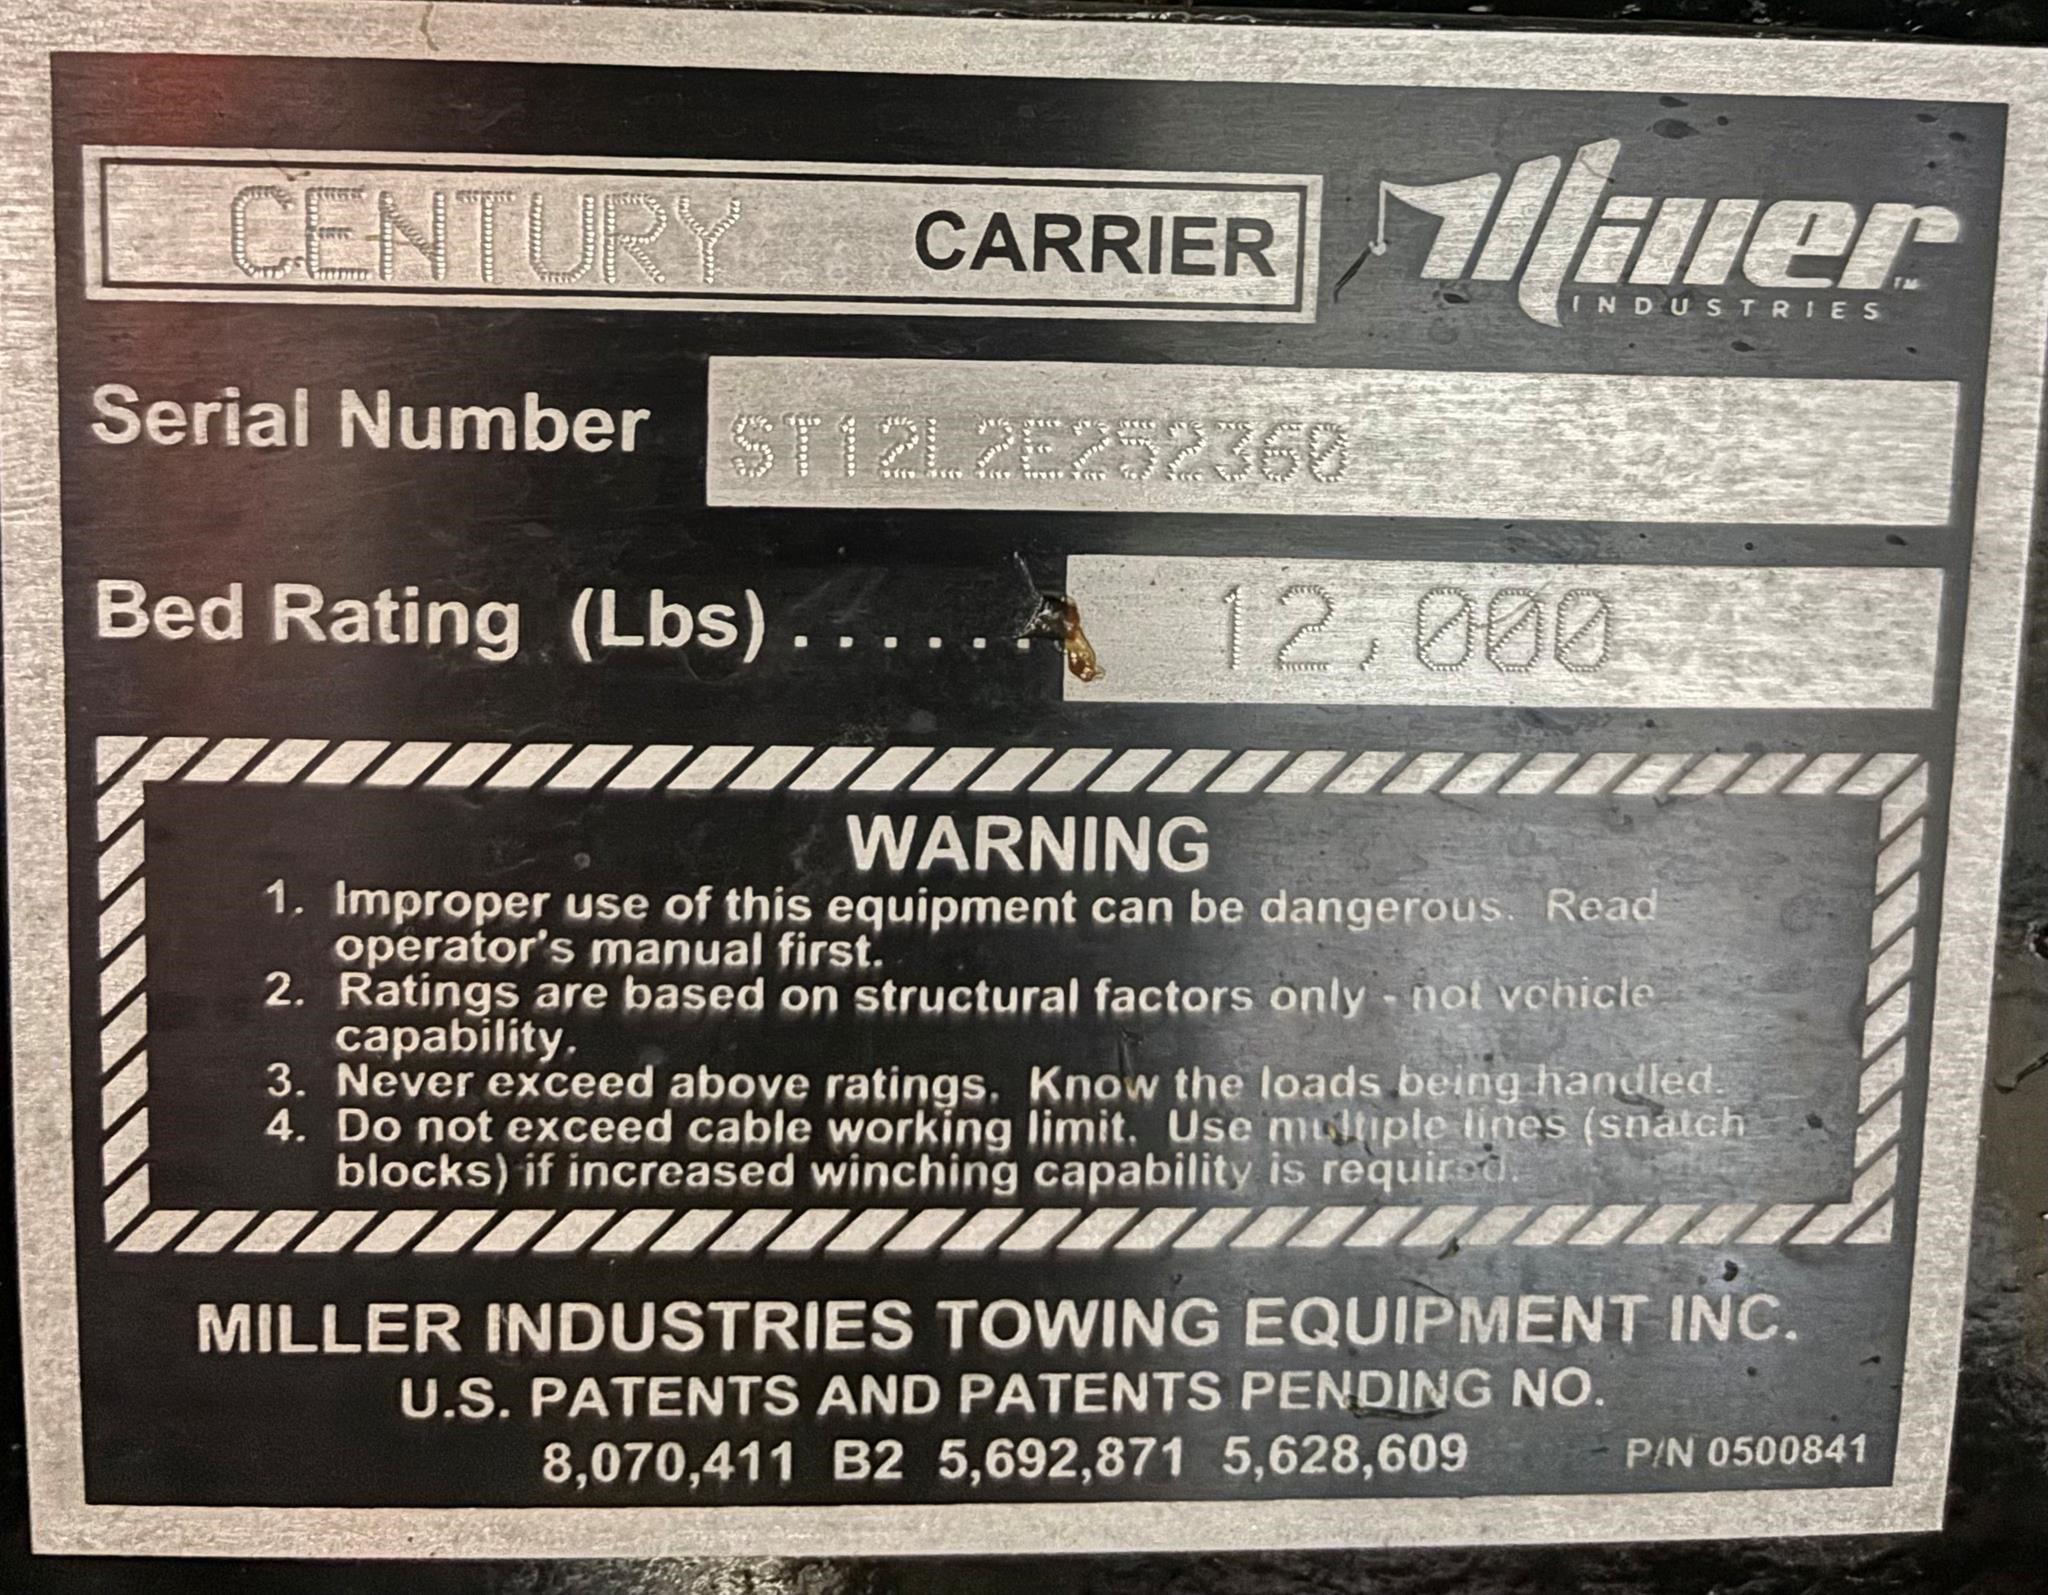 CENTURY CARRIER
Miller™
INDUSTRIES
Serial Number ST12L2E252360
Bed Rating (Lbs) ...... 12,000
WARNING
1. Improper use of this equipment can be dangerous. Read
operator's manual first.
2. Ratings are based on structural factors only - not vehicle
capability.
3. Never exceed above ratings. Know the loads being handled.
4. Do not exceed cable working limit. Use multiple lines (snatch
blocks) if increased winching capability is required.
MILLER INDUSTRIES TOWING EQUIPMENT INC.
U.S. PATENTS AND PATENTS PENDING NO.
8,070,411 B2 5,692,871 5,628,609 P/N 0500841